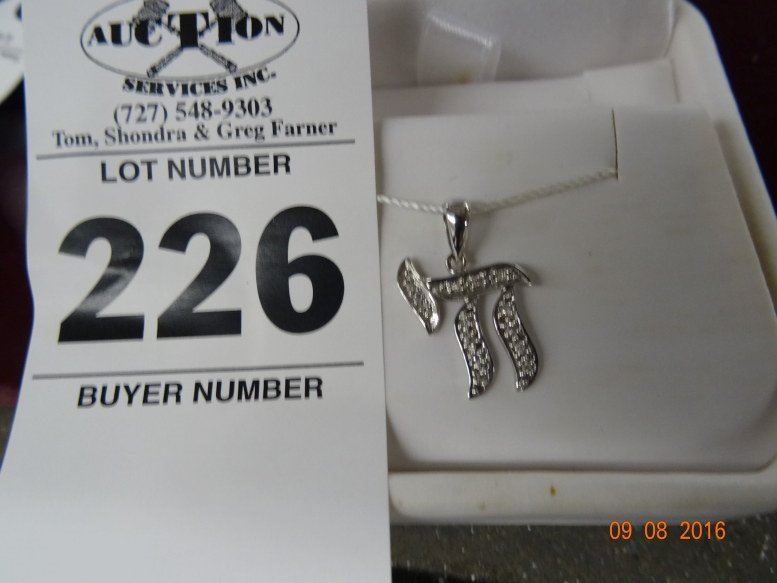 AUCTION
SERVICES INC.
(727) 548-9303
Tom, Shondra & Greg Farner
LOT NUMBER
226
BUYER NUMBER
חי
09 08 2016